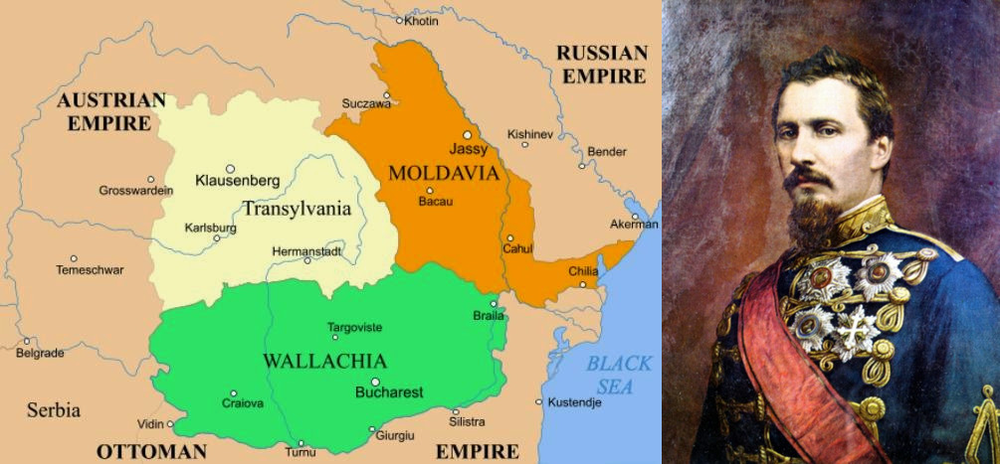 Khotin
RUSSIAN
EMPIRE
AUSTRIAN
EMPIRE
Suczawa
Kishinev
Jassy
Bender
MOLDAVIA
Klausenberg
Grosswardein
Bacau
Transylvania
Akerman
Karlsburg
Cahul
Hermanstadt
Temeschwar
Chilia
Braila
Targoviste
Belgrade
WALLACHIA
BLACK
SEA
Bucharest
Craiova
Kustendje
Serbia
Silistra
Vidin
Giurgiu
OTTOMAN
Turnu
EMPIRE